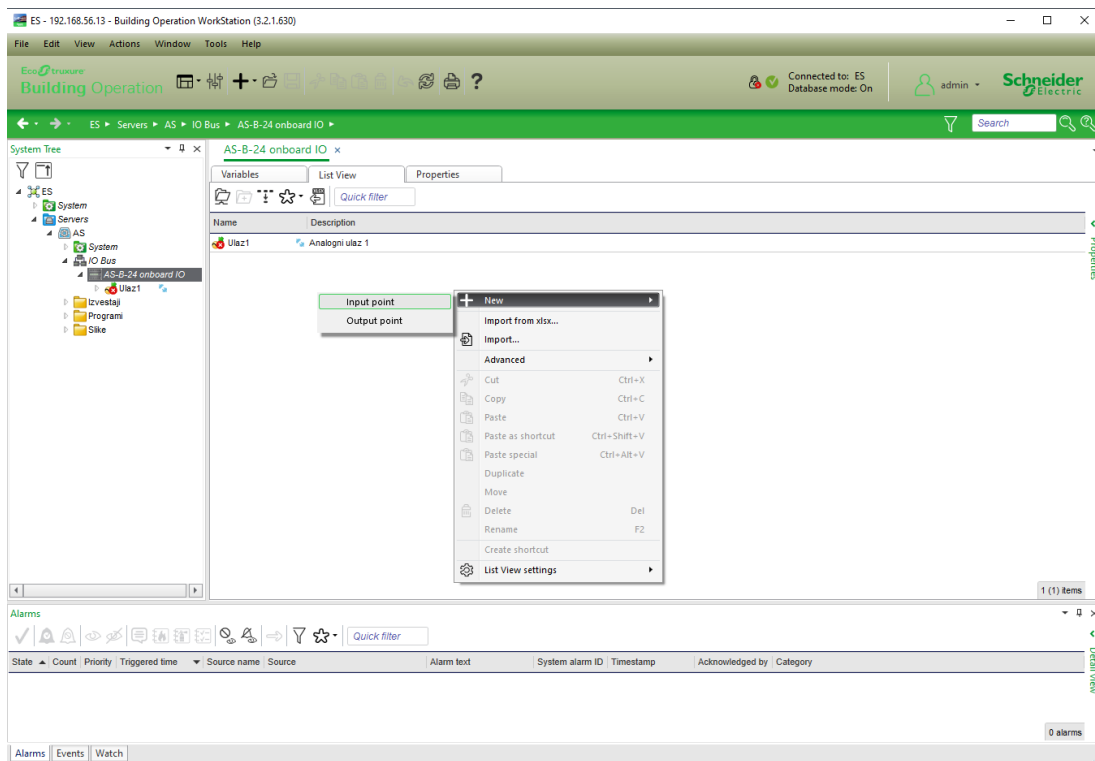 ES - 192.168.56.13 - Building Operation WorkStation (3.2.1.630)
File Edit View Actions Window Tools Help
EcoStruxure
Building Operation
Connected to: ES
Database mode: On
admin
Schneider
Electric
ES ▸ Servers ▸ AS ▸ IO Bus ▸ AS-B-24 onboard IO ▸
Search
System Tree
AS-B-24 onboard IO
Variables List View Properties
Quick filter
Name Description
Ulaz1 Analogni ulaz 1
ES
System
Servers
AS
System
IO Bus
AS-B-24 onboard IO
Ulaz1
Izvestaji
Programi
Slike
Input point
Output point
New
Import from xlsx...
Import...
Advanced
Cut Ctrl+X
Copy Ctrl+C
Paste Ctrl+V
Paste as shortcut Ctrl+Shift+V
Paste special Ctrl+Alt+V
Duplicate
Move
Delete Del
Rename F2
Create shortcut
List View settings
Properties
1 (1) items
Alarms
Quick filter
State Count Priority Triggered time Source name Source Alarm text System alarm ID Timestamp Acknowledged by Category
Detail view
0 alarms
Alarms Events Watch